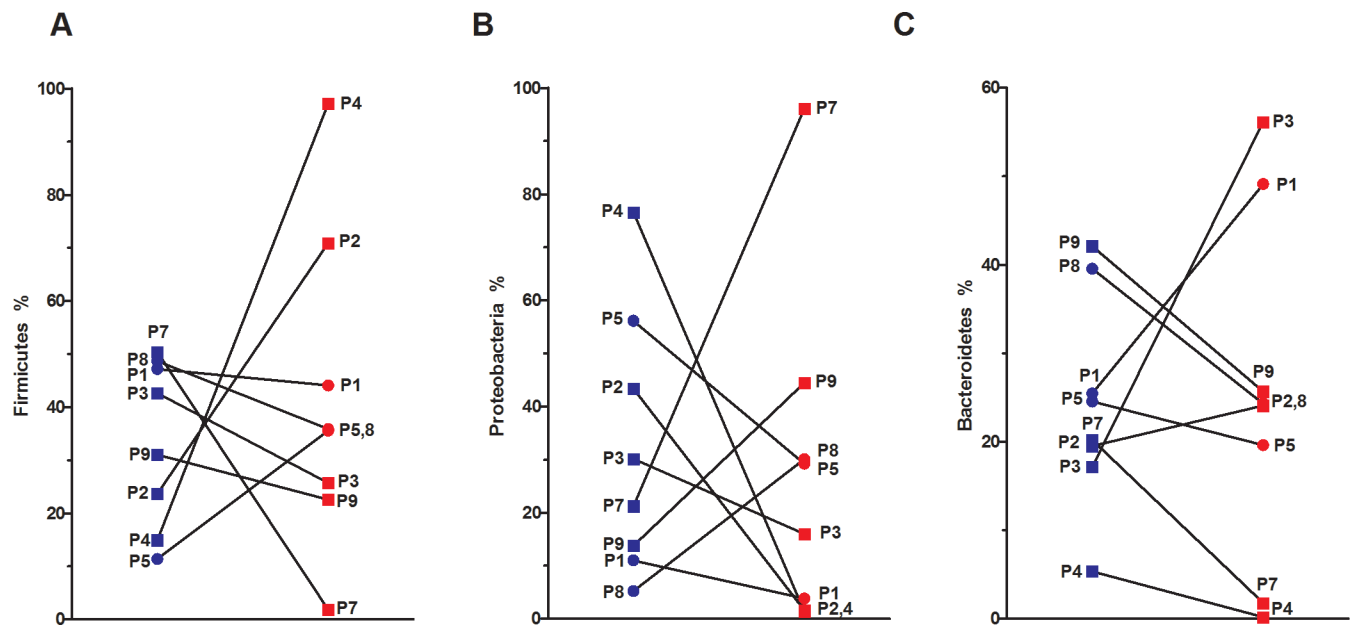 A
B
C
Firmicutes %
100
80
60
40
20
0
P7
P8
P1
P3
P9
P2
P4
P5
P4
P2
P1
P5,8
P3
P9
P7
Proteobacteria %
100
80
60
40
20
0
P4
P5
P2
P3
P7
P9
P1
P8
P7
P9
P8
P5
P3
P1
P2,4
Bacteroidetes %
60
40
20
0
P9
P8
P1
P5
P7
P2
P3
P4
P3
P1
P9
P2,8
P5
P7
P4